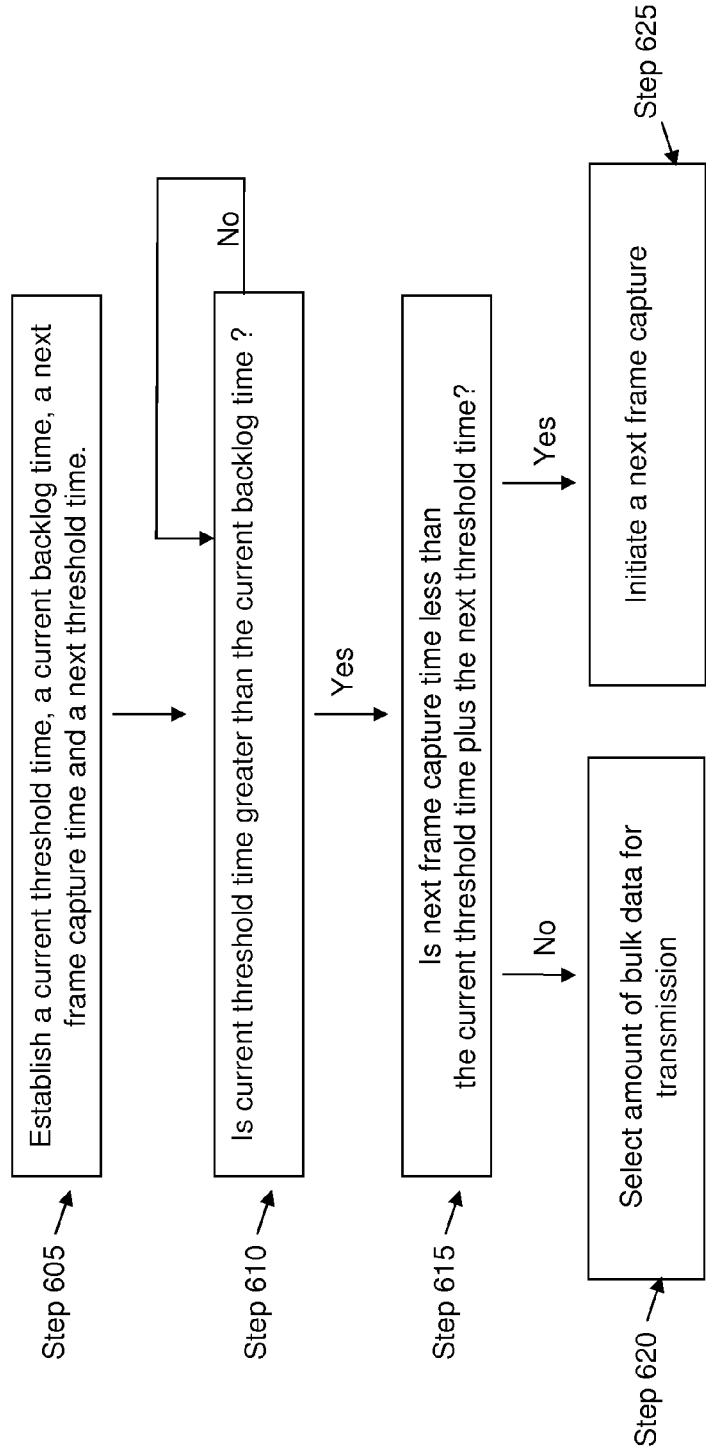 Step 605
Establish a current threshold time, a current backlog time, a next
frame capture time and a next threshold time.
Step 610
Is current threshold time greater than the current backlog time ?
No
Yes
Step 615
Is next frame capture time less than
the current threshold time plus the next threshold time?
No
Yes
Step 620
Select amount of bulk data for
transmission
Initiate a next frame capture
Step 625